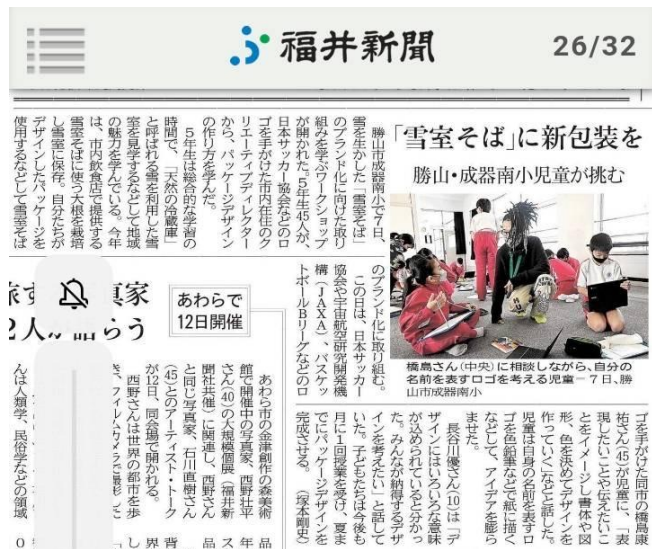 福井新聞
26/32
「雪室そば」に新包装を
勝山・成器南小児童が挑む
勝山市成器南小で7日、
雪を生かした「雪室そば」
のブランド化に向けた取り
組みを学ぶワークショップ
が開かれた。5年生45人が、
日本サッカー協会などのロ
ゴを手がけた市内在住のク
リエーティブディレクター
から、パッケージデザイン
の作り方を学んだ。
5年生は総合的な学習の
時間で、「天然の冷蔵庫」
と呼ばれる雪を利用した雪
室を見学するなどして地域
の魅力を学んでいる。今年
は、市内飲食店で提供する
雪室そばに使う大根を栽培
し雪室に保存。自分たちが
デザインしたパッケージを
使用するなどして雪室そば
のブランド化に取り組む。
この日は、日本サッカー
協会や宇宙航空研究開発機
構(JAXA)、バスケッ
トボールBリーグなどのロ
ゴを手がけた同市の橋島康
祐さん(45)が児童に、「表
現したいことや伝えたいこ
とをイメージし書体や図
形、色を決めてデザインを
作っていく」などと話した。
児童は自身の名前を表すロ
ゴを色鉛筆などで紙に描く
などして、アイデアを膨ら
ませた。
長谷川優さん(10)は「デ
ザインにはいろいろな意味
が込められていると分かっ
た。みんなが納得するデザ
インを考えたい」と話して
いた。子どもたちは今後も
月に1回授業を受け、夏ま
でにパッケージデザインを
完成させる。(塚本剛史)
橋島さん(中央)に相談しながら、自分の
名前を表すロゴを考える児童＝7日、勝
山市成器南小
あわらで
12日開催
真家
2人
らう
あわら市の金津創作の森美術
館で開催中の写真家、西野壮平
さん(40)の大規模個展(福井新
聞社共催)に関連し、西野さん
と同じ写真家、石川直樹さん
(45)とのアーティスト・トーク
が12日、同会場で開かれる。
西野さんは世界の都市を歩
き、フィルムカメラで撮影した
んは人類学、民俗学などの領域